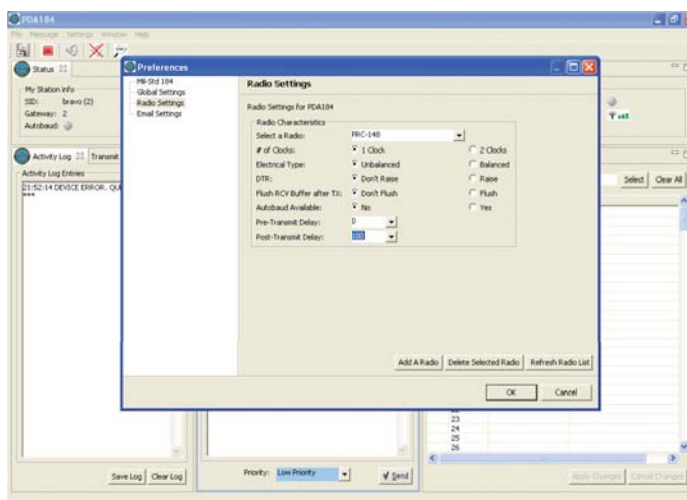 PDA184
File Message Settings Window Help
Status
My Station info
SID: bravo (2)
Gateway: 2
Autobaud:
Activity Log Transmit
Activity Log Entries
21:52:14 DEVICE ERROR. QUI
***
Save Log Clear Log
Preferences
Mil-Std 184
Global Settings
Radio Settings
Email Settings
Radio Settings
Radio Settings for PDA184
Radio Characteristics
Select a Radio: PRC-148
# of Clocks: 1 Clock 2 Clocks
Electrical Type: Unbalanced Balanced
DTR: Don't Raise Raise
Flush RCV Buffer after TX: Don't Flush Flush
Autobaud Available: No Yes
Pre-Transmit Delay: 0
Post-Transmit Delay: 100
Add A Radio Delete Selected Radio Refresh Radio List
OK Cancel
Select Clear All
23
24
25
26
Priority: Low Priority Send
Apply Changes Cancel Changes